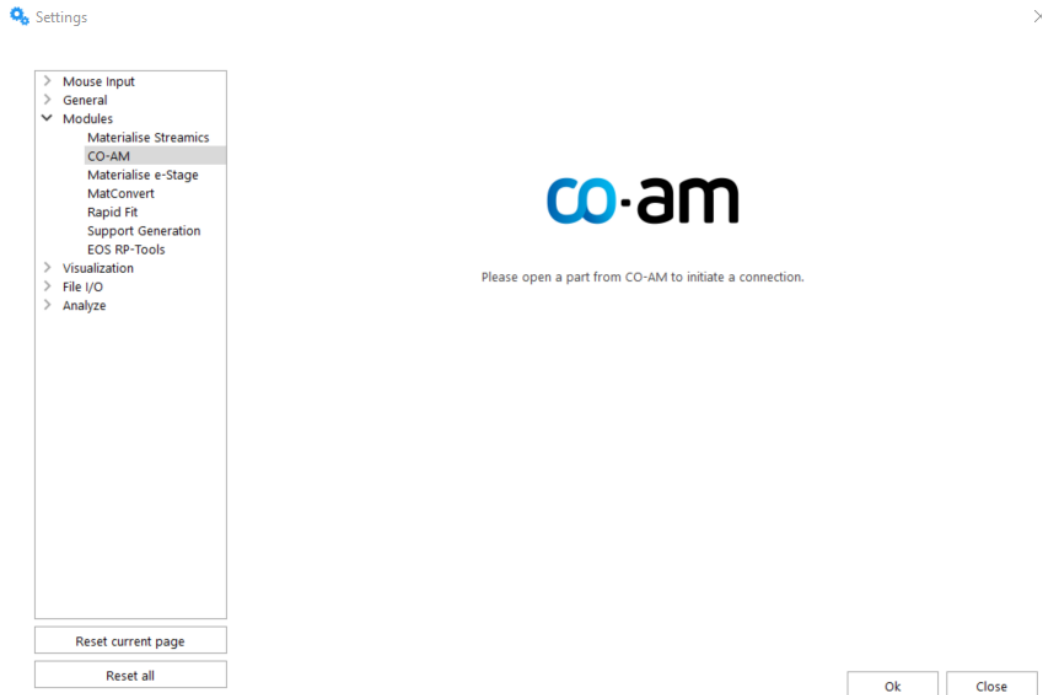 Settings
Mouse Input
General
Modules
Materialise Streamics
CO-AM
Materialise e-Stage
MatConvert
Rapid Fit
Support Generation
EOS RP-Tools
Visualization
File I/O
Analyze
co·am
Please open a part from CO-AM to initiate a connection.
Reset current page
Reset all
Ok
Close